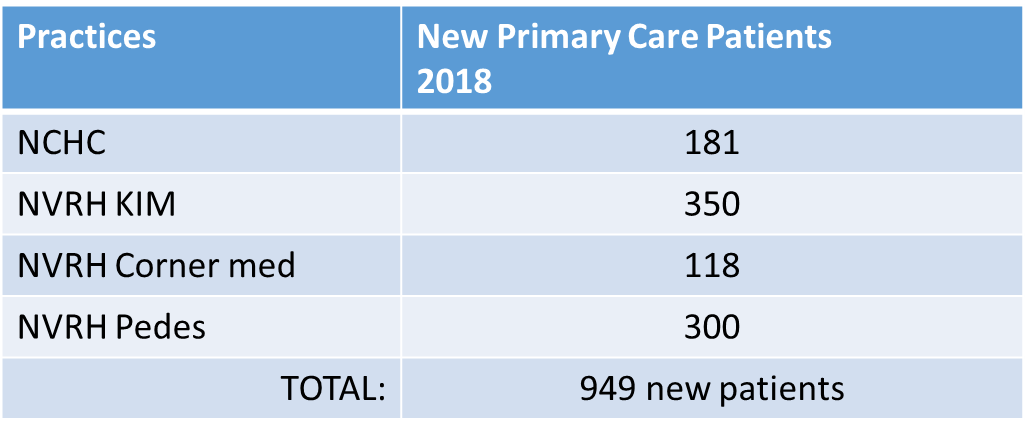 Practices
New Primary Care Patients
2018
NCHC
181
NVRH KIM
350
NVRH Corner med
118
NVRH Pedes
300
TOTAL:
949 new patients